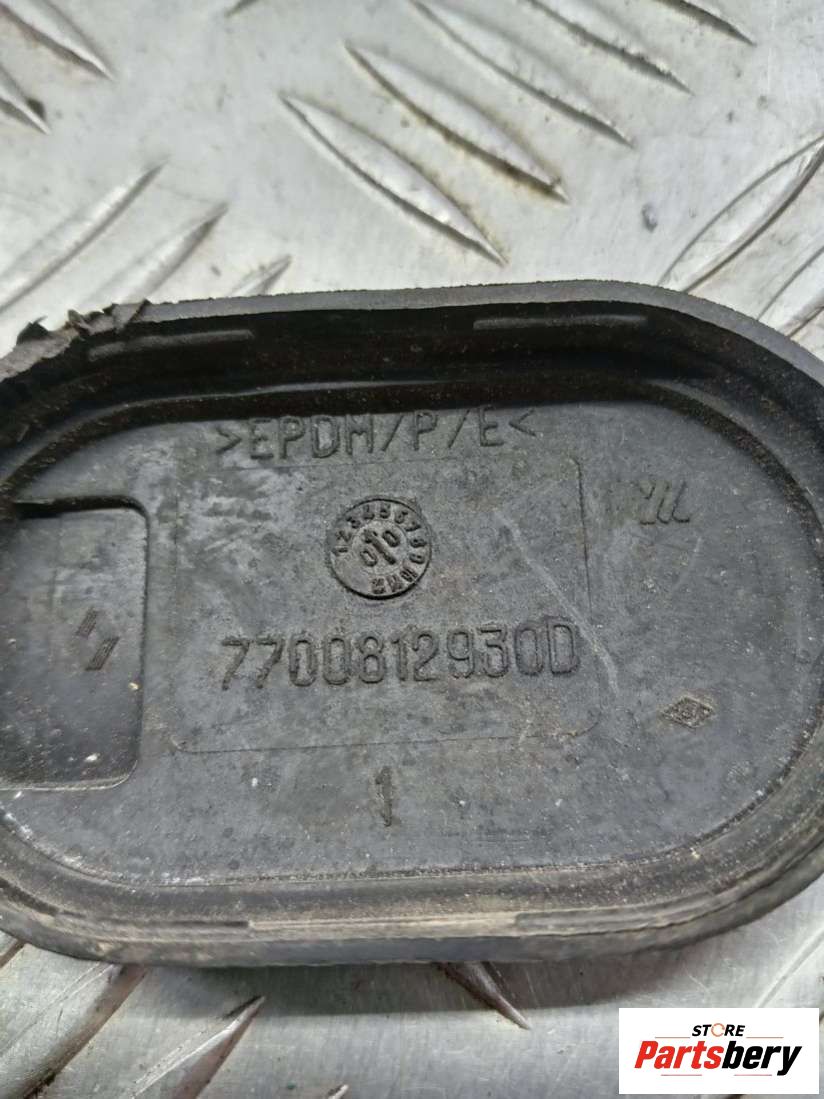 >EPDM/P/E<
7700812930D
1
STORE
Partsbery